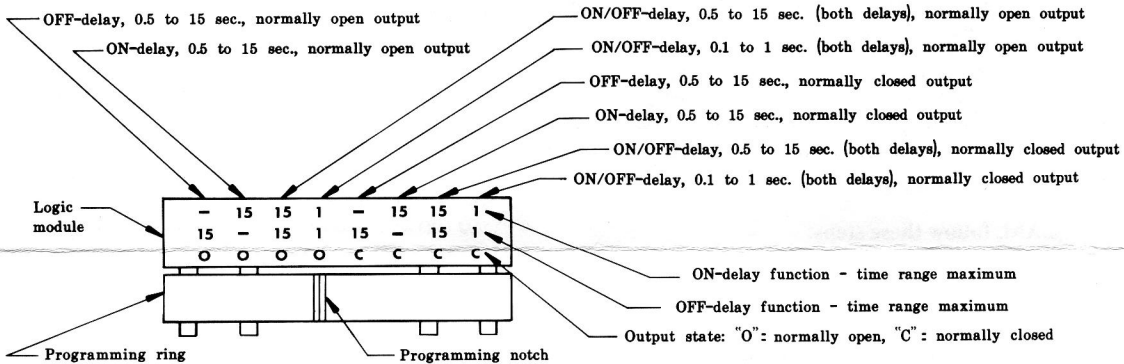 OFF-delay, 0.5 to 15 sec., normally open output
ON-delay, 0.5 to 15 sec., normally open output
ON/OFF-delay, 0.5 to 15 sec. (both delays), normally open output
ON/OFF-delay, 0.1 to 1 sec. (both delays), normally open output
OFF-delay, 0.5 to 15 sec., normally closed output
ON-delay, 0.5 to 15 sec., normally closed output
ON/OFF-delay, 0.5 to 15 sec. (both delays), normally closed output
ON/OFF-delay, 0.1 to 1 sec. (both delays), normally closed output
Logic
module
- 15 15 1 - 15 15 1
15 - 15 1 15 - 15 1
O O O O C C C C
ON-delay function - time range maximum
OFF-delay function - time range maximum
Output state: "O": normally open, "C": normally closed
Programming ring
Programming notch